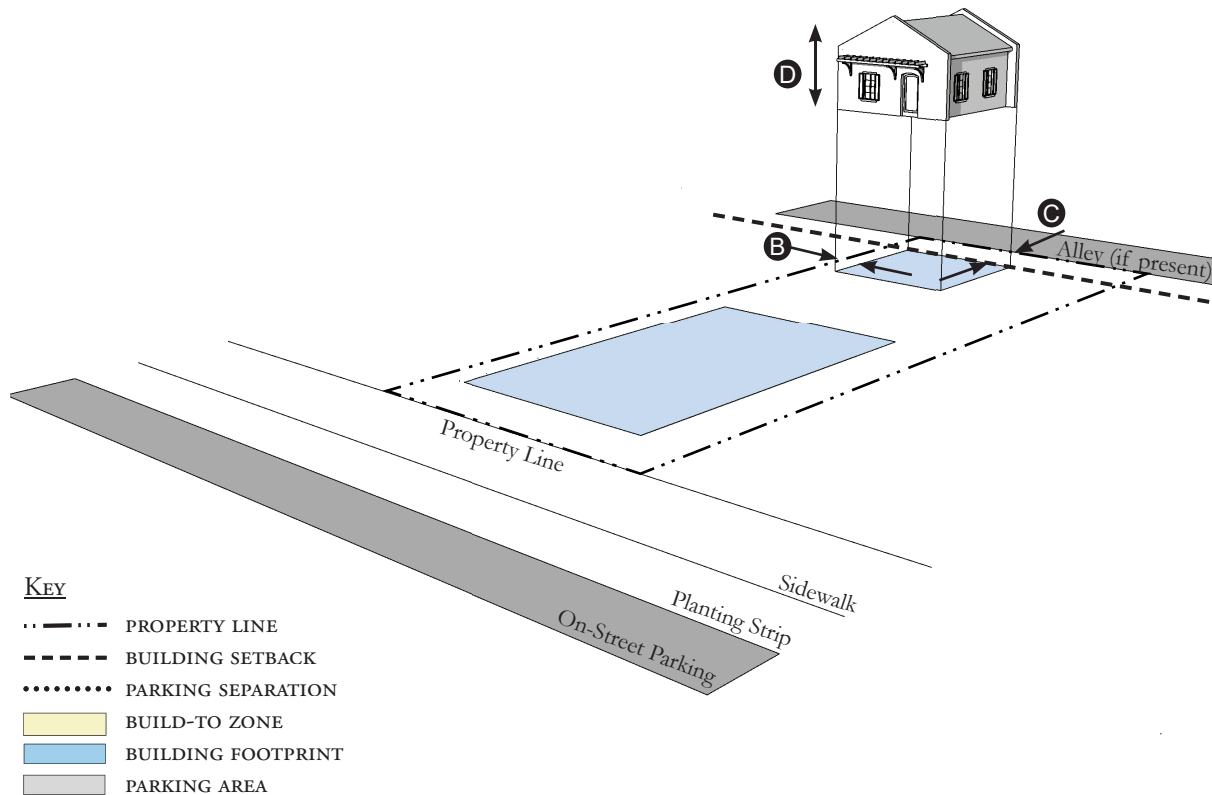 D
C
B
Alley (if present)
Property Line
Sidewalk
Planting Strip
On-Street Parking
Key
property line
building setback
parking separation
build-to zone
building footprint
parking area